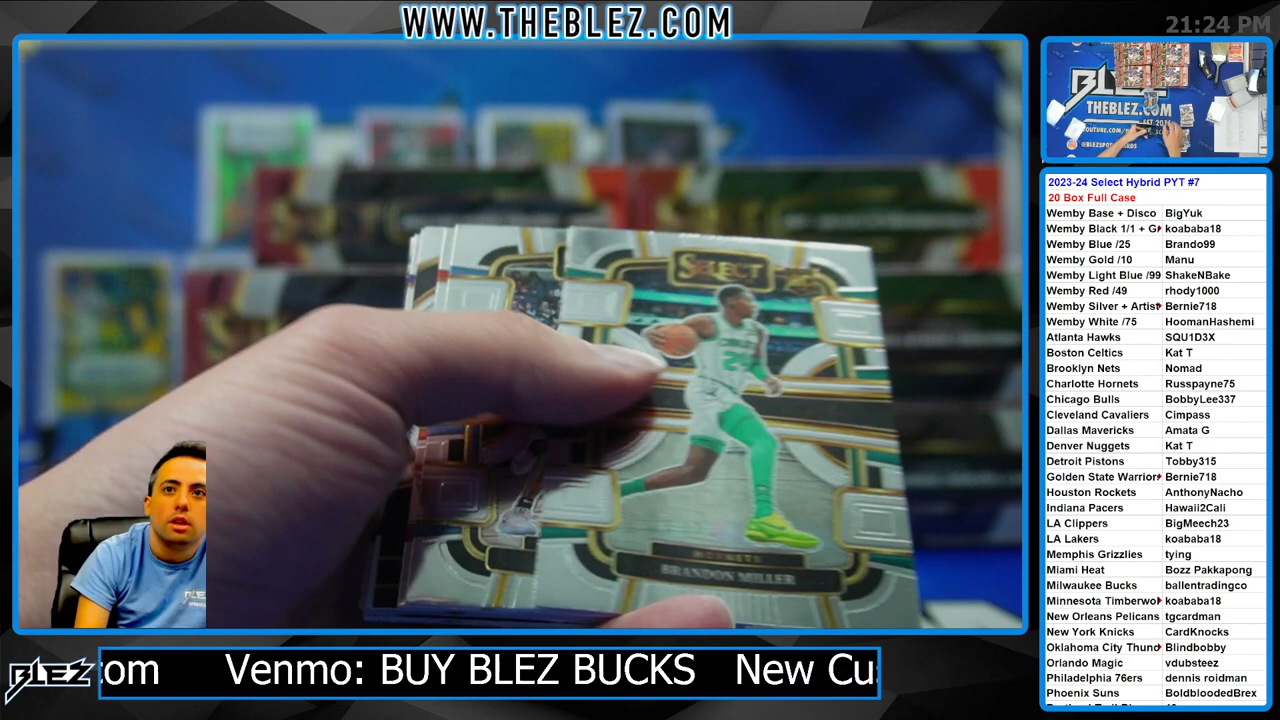 WWW.THEBLEZ.COM
21:24 PM
BLEZ
THEBLEZ.COM
SELECT
BRANDON MILLER
2023-24 Select Hybrid PYT #7
20 Box Full Case
Wemby Base + Disco BigYuk
Wemby Black 1/1 + G koababa18
Wemby Blue /25 Brando99
Wemby Gold /10 Manu
Wemby Light Blue /99 ShakeNBake
Wemby Red /49 rhody1000
Wemby Silver + Artist Bernie718
Wemby White /75 HoomanHashemi
Atlanta Hawks SQU1D3X
Boston Celtics Kat T
Brooklyn Nets Nomad
Charlotte Hornets Russpayne75
Chicago Bulls BobbyLee337
Cleveland Cavaliers Cimpass
Dallas Mavericks Amata G
Denver Nuggets Kat T
Detroit Pistons Tobby315
Golden State Warrior Bernie718
Houston Rockets AnthonyNacho
Indiana Pacers Hawaii2Cali
LA Clippers BigMeech23
LA Lakers koababa18
Memphis Grizzlies tying
Miami Heat Bozz Pakkapong
Milwaukee Bucks ballentradingco
Minnesota Timberwo koababa18
New Orleans Pelicans tgcardman
New York Knicks CardKnocks
Oklahoma City Thund Blindbobby
Orlando Magic vdubsteez
Philadelphia 76ers dennis roidman
Phoenix Suns BoldbloodedBrex
BLEZ
com Venmo: BUY BLEZ BUCKS New Cu